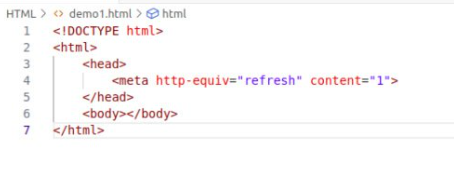 HTML > <> demo1.html > html
1 <!DOCTYPE html>
2 <html>
3     <head>
4         <meta http-equiv="refresh" content="1">
5     </head>
6     <body></body>
7 </html>